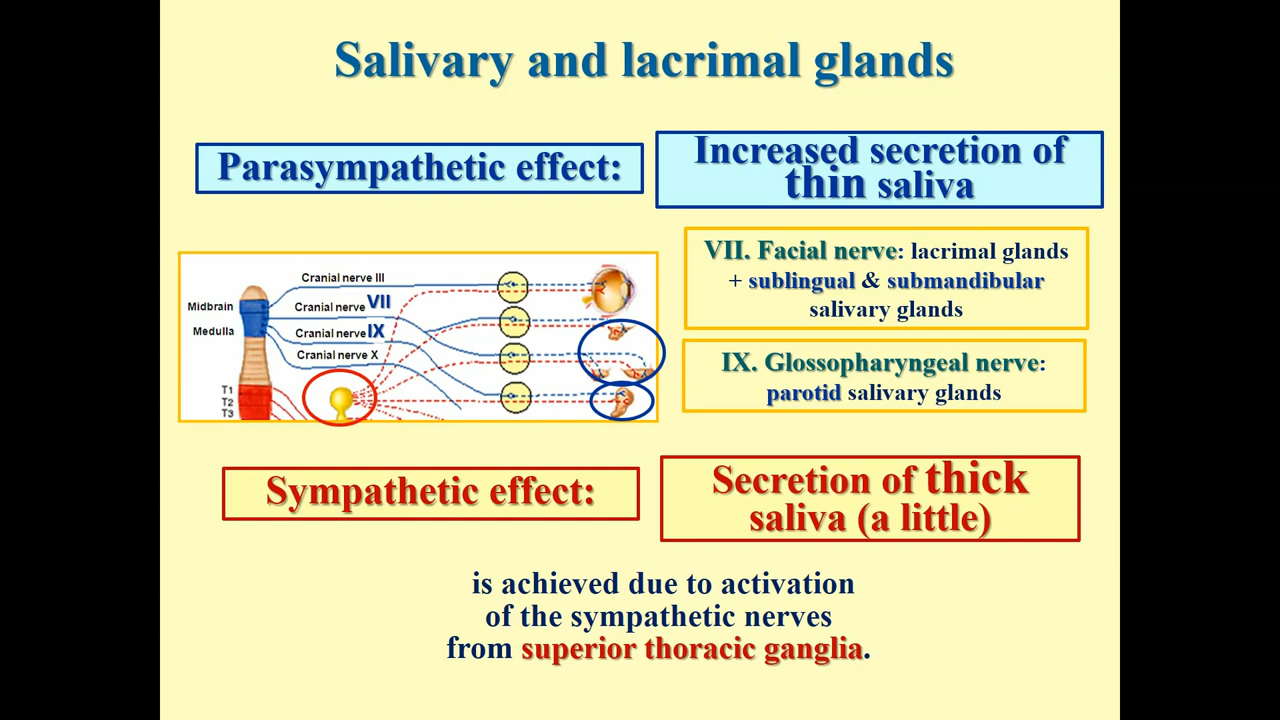 Salivary and lacrimal glands
Parasympathetic effect:
Increased secretion of
thin saliva
Cranial nerve III
Midbrain
Cranial nerve VII
Medulla
Cranial nerve IX
Cranial nerve X
T1
T2
T3
VII. Facial nerve: lacrimal glands
+ sublingual & submandibular
salivary glands
IX. Glossopharyngeal nerve:
parotid salivary glands
Sympathetic effect:
Secretion of thick
saliva (a little)
is achieved due to activation
of the sympathetic nerves
from superior thoracic ganglia.